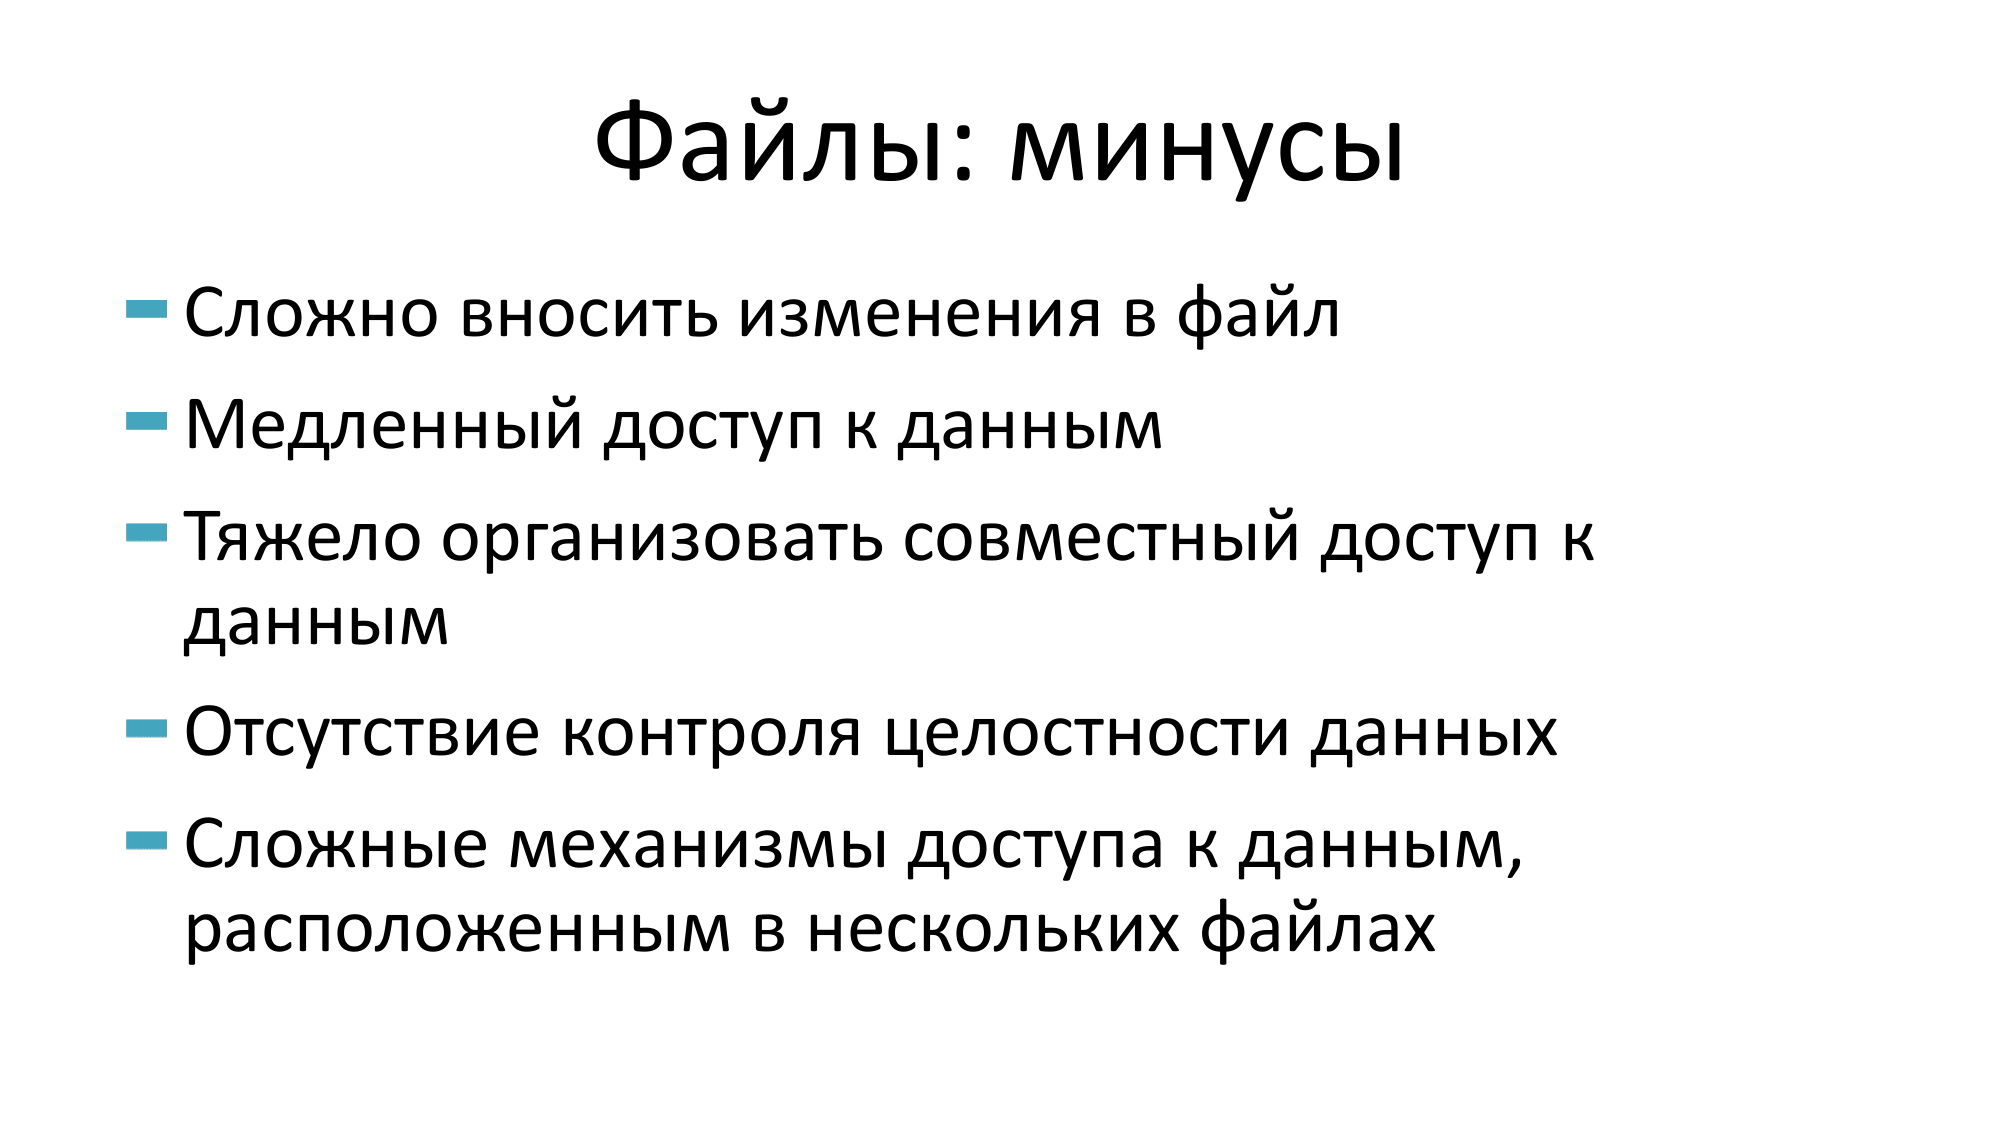 Файлы: минусы
Сложно вносить изменения в файл
Медленный доступ к данным
Тяжело организовать совместный доступ к
данным
Отсутствие контроля целостности данных
Сложные механизмы доступа к данным,
расположенным в нескольких файлах